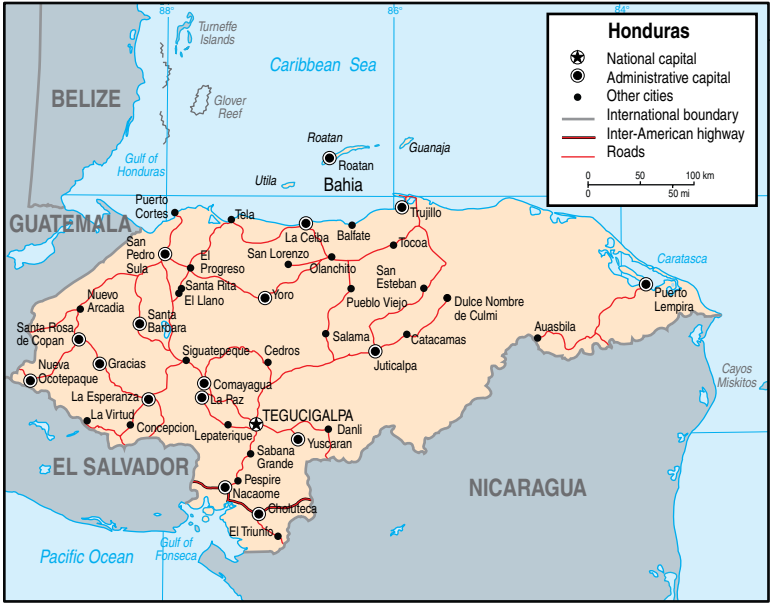 88°
86°
84°
Turneffe
Islands
Caribbean Sea
BELIZE
Glover
Reef
Honduras
National capital
Administrative capital
Other cities
International boundary
Inter-American highway
Roads
0 50 100 km
0 50 mi
Roatan
Roatan
Guanaja
Gulf of
Honduras
Utila
Bahia
Puerto
Cortes
Tela
La Ceiba
Balfate
Trujillo
GUATEMALA
San
Pedro
Sula
El
Progreso
San Lorenzo
Olanchito
Tocoa
Caratasca
Santa Rita
El Llano
Yoro
San
Esteban
Pueblo Viejo
Dulce Nombre
de Culmi
Puerto
Lempira
Nuevo
Arcadia
Santa
Barbara
Santa Rosa
de Copan
Salama
Catacamas
Auasbila
Siguatepeque
Cedros
Juticalpa
Nueva
Ocotepeque
Gracias
Comayagua
Cayos
Miskitos
La Esperanza
La Paz
La Virtud
Concepcion
TEGUCIGALPA
Lepaterique
Danli
Yuscaran
Sabana
Grande
EL SALVADOR
Pespire
Nacaome
NICARAGUA
Choluteca
El Triunfo
Gulf of
Fonseca
Pacific Ocean